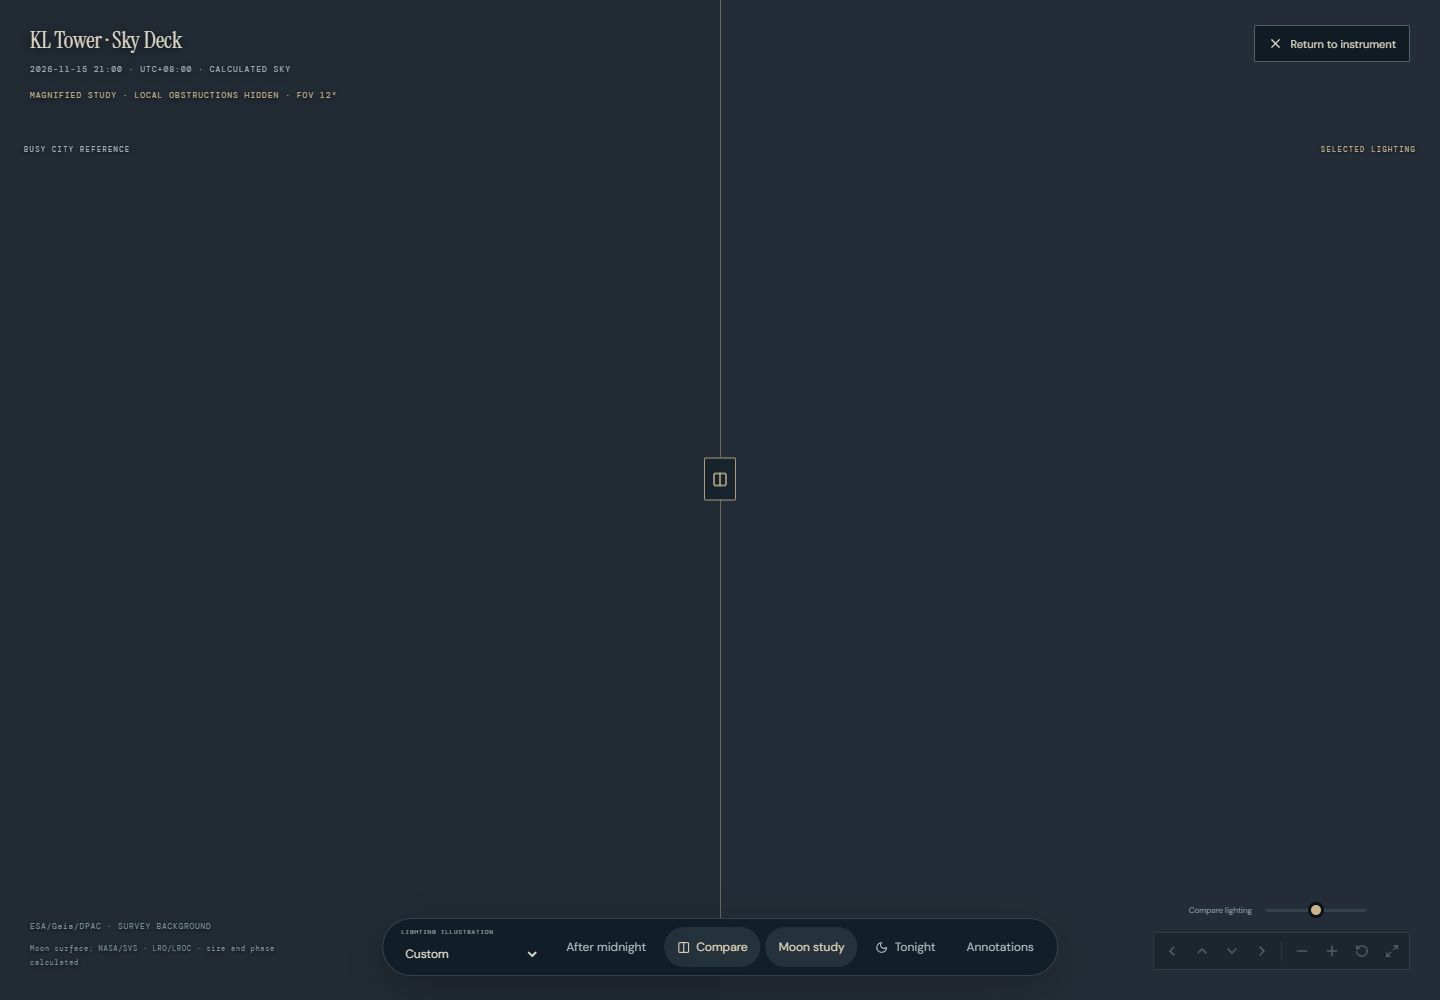 KL Tower · Sky Deck
Return to instrument
2026-11-15 21:00 · UTC+08:00 · CALCULATED SKY
MAGNIFIED STUDY · LOCAL OBSTRUCTIONS HIDDEN · FOV 12°
BUSY CITY REFERENCE
SELECTED LIGHTING
ESA/Gaia/DPAC · SURVEY BACKGROUND
Moon surface: NASA/SVS · LRO/LROC · size and phase
calculated
LIGHTING ILLUSTRATION
Custom
After midnight
Compare
Moon study
Tonight
Annotations
Compare lighting